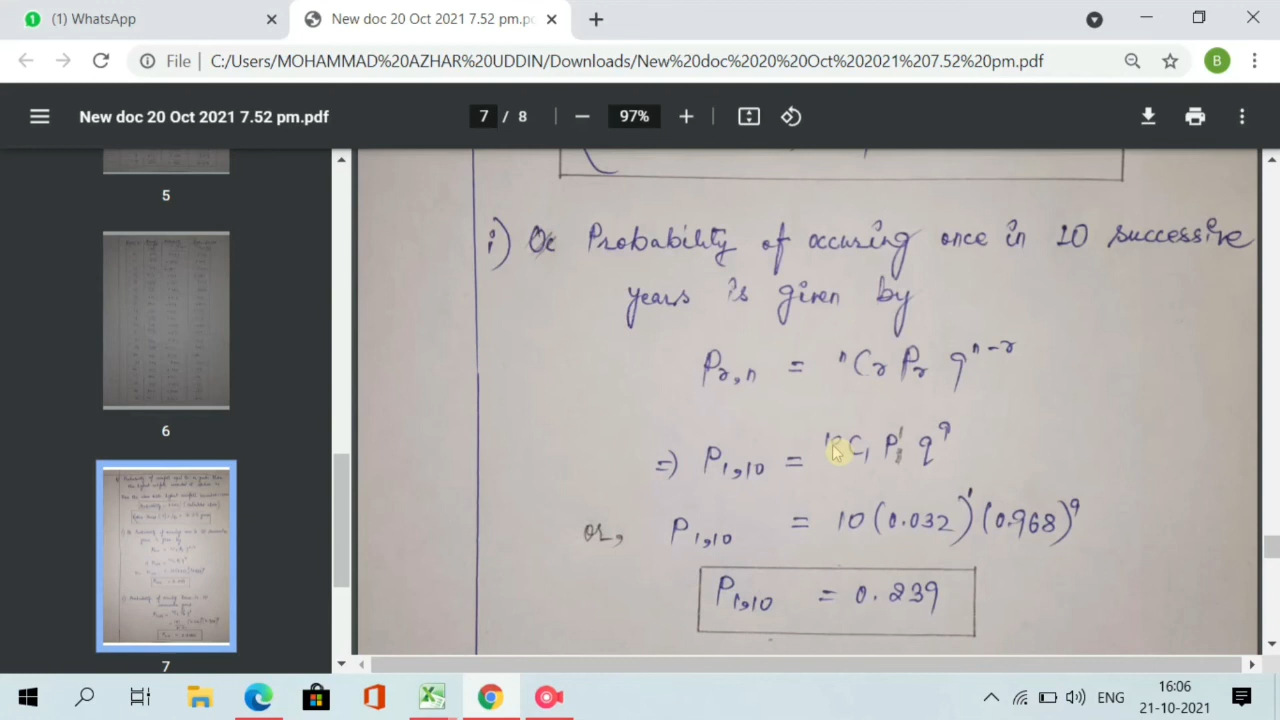 (1) WhatsApp
New doc 20 Oct 2021 7.52 pm.pd
File C:/Users/MOHAMMAD%20AZHAR%20UDDIN/Downloads/New%20doc%2020%20Oct%202021%207.52%20pm.pdf
B
New doc 20 Oct 2021 7.52 pm.pdf
7 / 8
97%
5
6
7
i) Oc Probability of occuring once in 10 successive
years is given by
Pr,n = ⁿCr Pr qⁿ⁻ʳ
=) P1,10 = ¹⁰C₁ P¹ q⁹
or, P1,10 = 10 (0.032)¹ (0.968)⁹
P1,10 = 0.239
ENG
16:06
21-10-2021